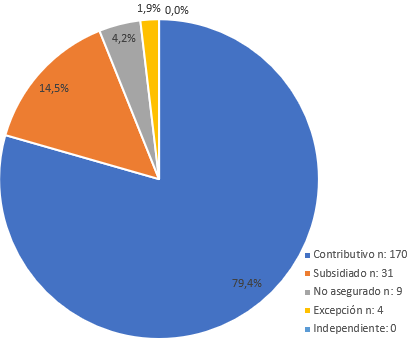 1,9%
0,0%
4,2%
14,5%
79,4%
Contributivo n: 170
Subsidiado n: 31
No asegurado n: 9
Excepción n: 4
Independiente: 0